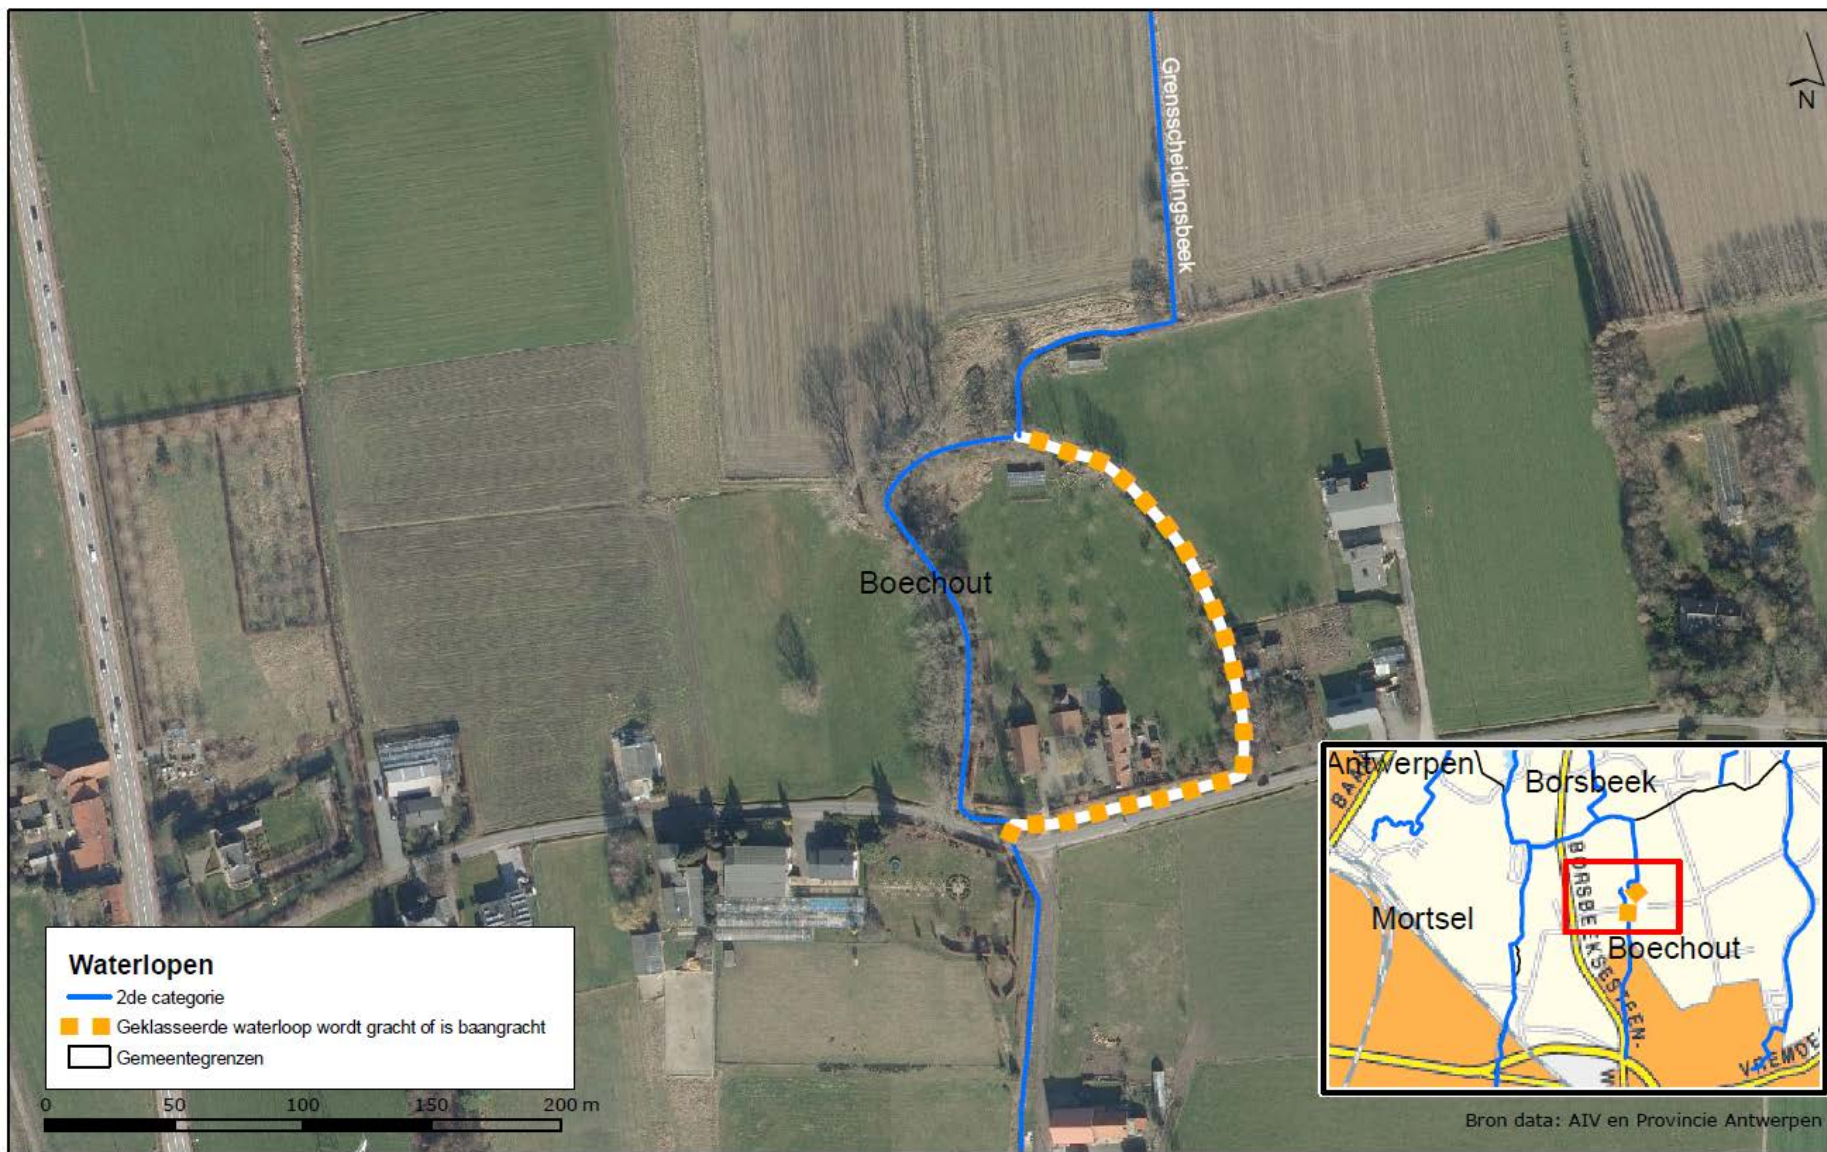 Grensscheidingsbeek
N
Boechout
Waterlopen
2de categorie
Geklasseerde waterloop wordt gracht of is baangracht
Gemeentegrenzen
0 50 100 150 200 m
Antwerpen
Borsbeek
BORSBEEKSESTEEN-
Mortsel
Boechout
Bron data: AIV en Provincie Antwerpen